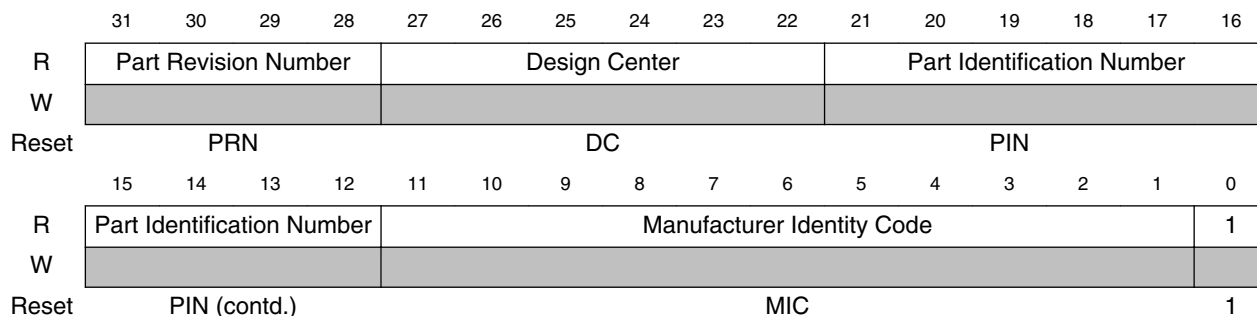 31 30 29 28 27 26 25 24 23 22 21 20 19 18 17 16
R Part Revision Number Design Center Part Identification Number
W
Reset PRN DC PIN
15 14 13 12 11 10 9 8 7 6 5 4 3 2 1 0
R Part Identification Number Manufacturer Identity Code 1
W
Reset PIN (contd.) MIC 1